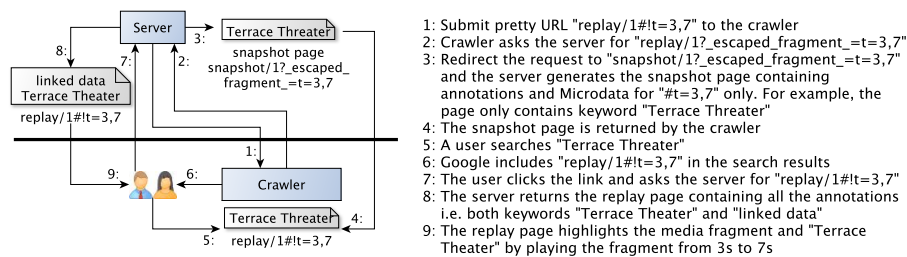 Server
3:
Terrace Threater
snapshot page
snapshot/1?_escaped_
fragment_=t=3,7
8:
7:
2:
linked data
Terrace Theater
replay/1#!t=3,7
1:
9:
6:
Crawler
Terrace Threater
4:
5:
replay/1#!t=3,7
1: Submit pretty URL "replay/1#!t=3,7" to the crawler
2: Crawler asks the server for "replay/1?_escaped_fragment_=t=3,7"
3: Redirect the request to "snapshot/1?_escaped_fragment_=t=3,7"
and the server generates the snapshot page containing
annotations and Microdata for "#t=3,7" only. For example, the
page only contains keyword "Terrace Threater"
4: The snapshot page is returned by the crawler
5: A user searches "Terrace Threater"
6: Google includes "replay/1#!t=3,7" in the search results
7: The user clicks the link and asks the server for "replay/1#!t=3,7"
8: The server returns the replay page containing all the annotations
i.e. both keywords "Terrace Theater" and "linked data"
9: The replay page highlights the media fragment and "Terrace
Theater" by playing the fragment from 3s to 7s